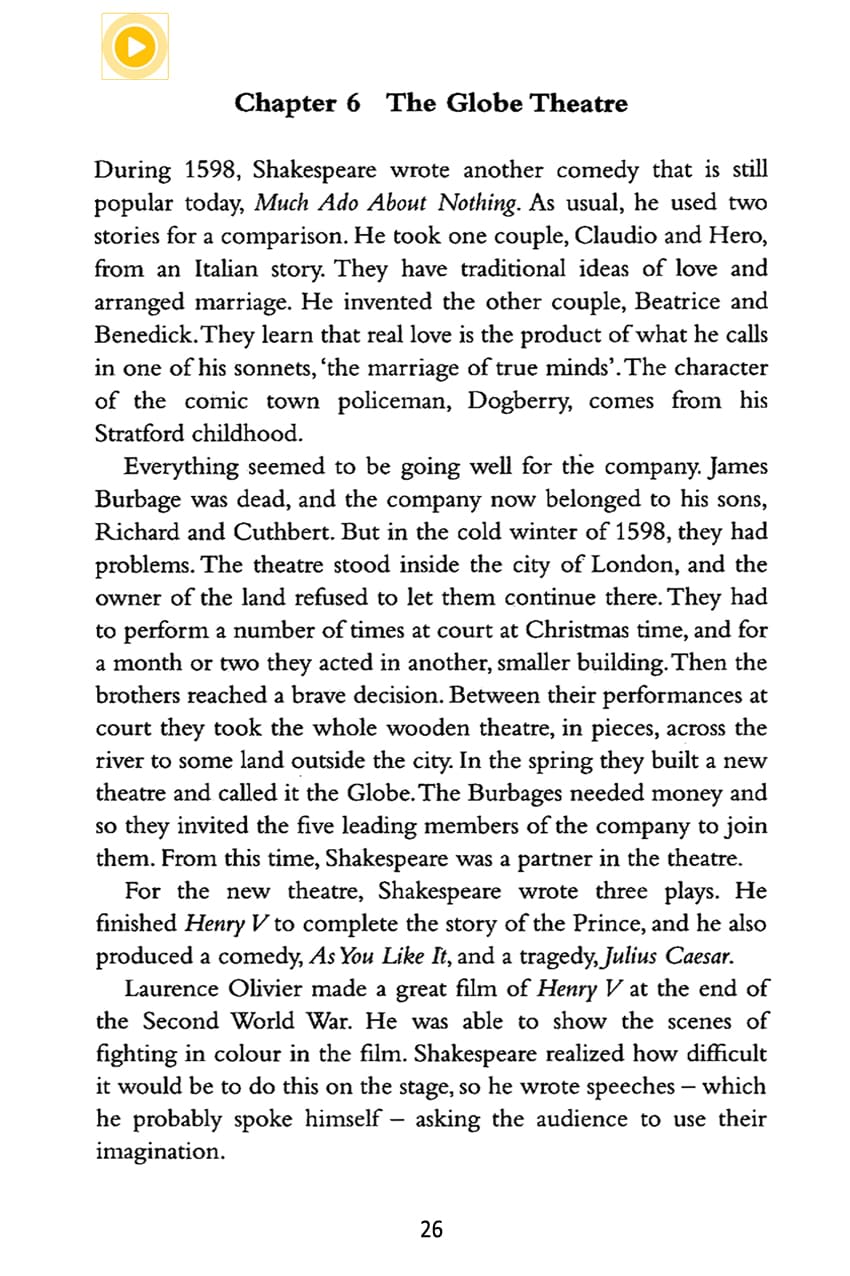 Chapter 6 The Globe Theatre
During 1598, Shakespeare wrote another comedy that is still
popular today, Much Ado About Nothing. As usual, he used two
stories for a comparison. He took one couple, Claudio and Hero,
from an Italian story. They have traditional ideas of love and
arranged marriage. He invented the other couple, Beatrice and
Benedick. They learn that real love is the product of what he calls
in one of his sonnets, ‘the marriage of true minds’. The character
of the comic town policeman, Dogberry, comes from his
Stratford childhood.
Everything seemed to be going well for the company. James
Burbage was dead, and the company now belonged to his sons,
Richard and Cuthbert. But in the cold winter of 1598, they had
problems. The theatre stood inside the city of London, and the
owner of the land refused to let them continue there. They had
to perform a number of times at court at Christmas time, and for
a month or two they acted in another, smaller building. Then the
brothers reached a brave decision. Between their performances at
court they took the whole wooden theatre, in pieces, across the
river to some land outside the city. In the spring they built a new
theatre and called it the Globe. The Burbages needed money and
so they invited the five leading members of the company to join
them. From this time, Shakespeare was a partner in the theatre.
For the new theatre, Shakespeare wrote three plays. He
finished Henry V to complete the story of the Prince, and he also
produced a comedy, As You Like It, and a tragedy, Julius Caesar.
Laurence Olivier made a great film of Henry V at the end of
the Second World War. He was able to show the scenes of
fighting in colour in the film. Shakespeare realized how difficult
it would be to do this on the stage, so he wrote speeches – which
he probably spoke himself – asking the audience to use their
imagination.
26